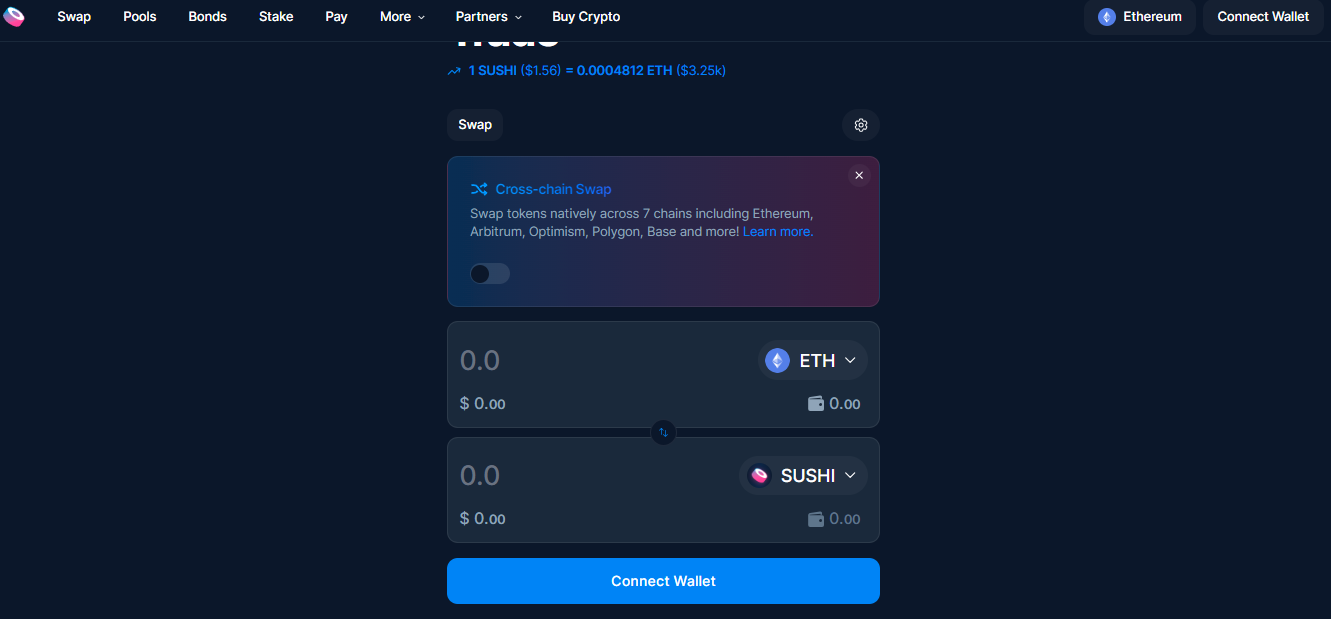 Swap Pools Bonds Stake Pay More Partners Buy Crypto Ethereum Connect Wallet
Trade
1 SUSHI ($1.56) = 0.0004812 ETH ($3.25k)
Swap
Cross-chain Swap
Swap tokens natively across 7 chains including Ethereum,
Arbitrum, Optimism, Polygon, Base and more! Learn more.
0.0 ETH
$ 0.00 0.00
0.0 SUSHI
$ 0.00 0.00
Connect Wallet